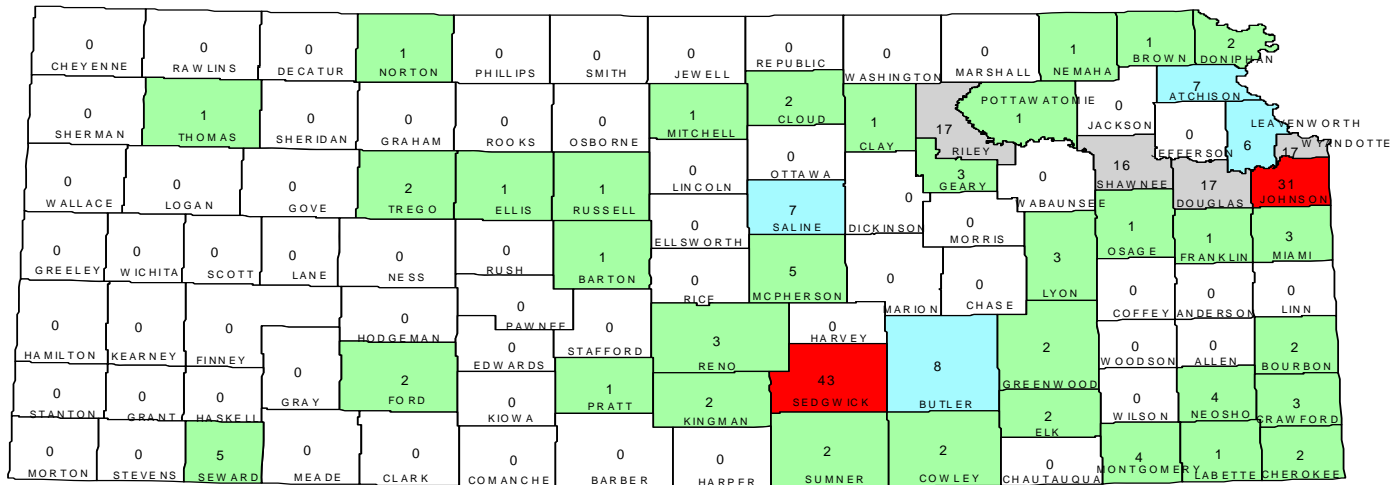 0
CHEYENNE
0
RAWLINS
0
DECATUR
1
NORTON
0
PHILLIPS
0
SMITH
0
JEWELL
0
REPUBLIC
0
WASHINGTON
0
MARSHALL
1
NEMAHA
1
BROWN
2
DONIPHAN
0
SHERMAN
1
THOMAS
0
SHERIDAN
0
GRAHAM
0
ROOKS
0
OSBORNE
1
MITCHELL
2
CLOUD
1
CLAY
17
RILEY
POTTAWATOMIE
1
0
JACKSON
7
ATCHISON
0
JEFFERSON
LEAVENWORTH
6
WYANDOTTE
17
0
WALLACE
0
LOGAN
0
GOVE
2
TREGO
1
ELLIS
1
RUSSELL
0
LINCOLN
0
OTTAWA
7
SALINE
0
DICKINSON
3
GEARY
0
WABAUNSEE
16
SHAWNEE
17
DOUGLAS
31
JOHNSON
0
GREELEY
0
WICHITA
0
SCOTT
0
LANE
0
NESS
0
RUSH
1
BARTON
0
ELLSWORTH
0
MORRIS
1
OSAGE
1
FRANKLIN
3
MIAMI
0
RICE
5
MCPHERSON
0
MARION
0
CHASE
3
LYON
0
COFFEY
0
ANDERSON
0
LINN
0
HAMILTON
0
KEARNEY
0
FINNEY
0
HODGEMAN
0
PAWNEE
0
STAFFORD
3
RENO
0
HARVEY
0
EDWARDS
0
GRAY
2
FORD
0
KIOWA
1
PRATT
2
KINGMAN
43
SEDGWICK
8
BUTLER
2
GREENWOOD
0
WOODSON
0
ALLEN
2
BOURBON
0
STANTON
0
GRANT
0
HASKELL
2
ELK
0
WILSON
4
NEOSHO
3
CRAWFORD
0
MORTON
0
STEVENS
5
SEWARD
0
MEADE
0
CLARK
0
COMANCHE
0
BARBER
0
HARPER
2
SUMNER
2
COWLEY
0
CHAUTAUQUA
4
MONTGOMERY
1
LABETTE
2
CHEROKEE